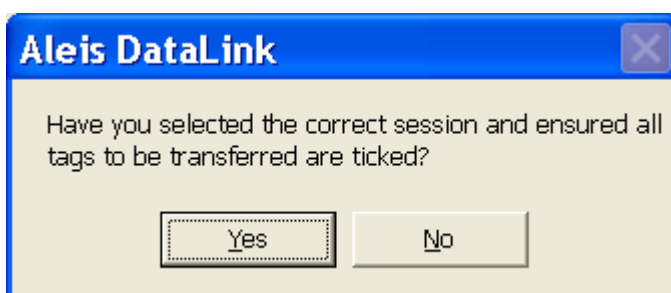 Aleis DataLink
Have you selected the correct session and ensured all
tags to be transferred are ticked?
Yes No